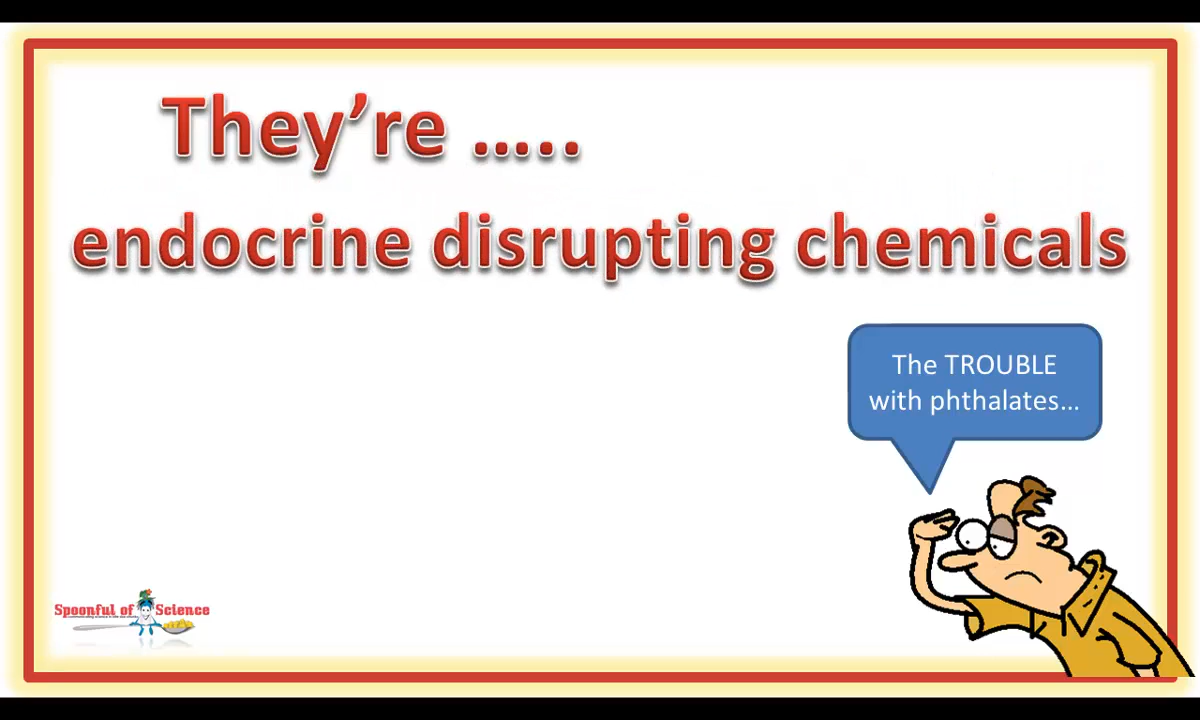 They’re …..
endocrine disrupting chemicals
The TROUBLE
with phthalates…
Spoonful of Science